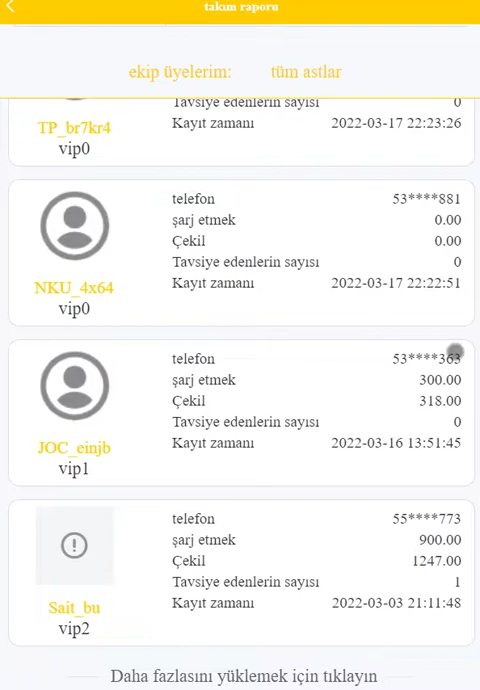 takım raporu
ekip üyelerim: tüm astlar
Tavsiye edenlerin sayısı 0
TP_br7kr4 Kayıt zamanı 2022-03-17 22:23:26
vip0
telefon 53****881
şarj etmek 0.00
Çekil 0.00
Tavsiye edenlerin sayısı 0
NKU_4x64 Kayıt zamanı 2022-03-17 22:22:51
vip0
telefon 53****363
şarj etmek 300.00
Çekil 318.00
Tavsiye edenlerin sayısı 0
JOC_einjb Kayıt zamanı 2022-03-16 13:51:45
vip1
telefon 55****773
şarj etmek 900.00
Çekil 1247.00
Tavsiye edenlerin sayısı 1
Sait_bu Kayıt zamanı 2022-03-03 21:11:48
vip2
Daha fazlasını yüklemek için tıklayın